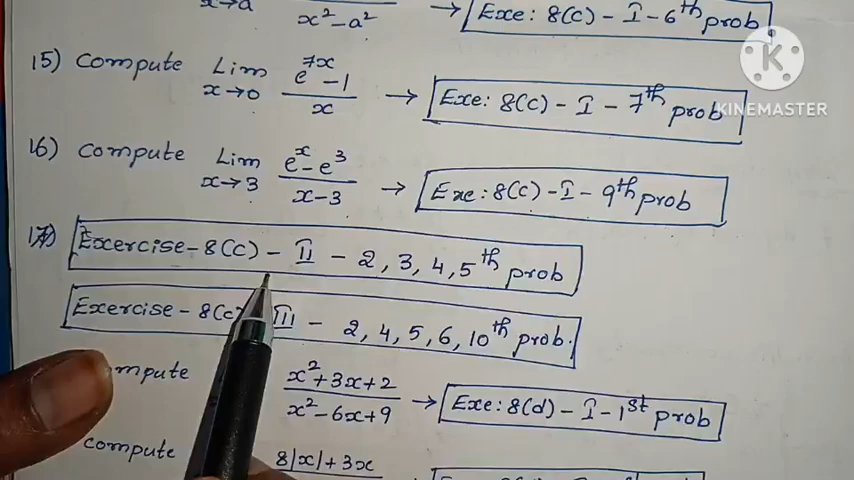 x→a x²-a² → Exe: 8(c) - I - 6th prob.
15) compute Lim x→0 e^7x - 1 / x → Exe: 8(c) - I - 7th prob
K
KINEMASTER
16) compute Lim x→3 e^x - e^3 / x-3 → Exe: 8(c) - I - 9th prob
17) Exercise - 8(c) - II - 2, 3, 4, 5th prob
Exercise - 8(c) III - 2, 4, 5, 6, 10th prob.
mpute x²+3x+2 / x²-6x+9 → Exe: 8(d) - I - 1st prob
compute 8|x|+3x